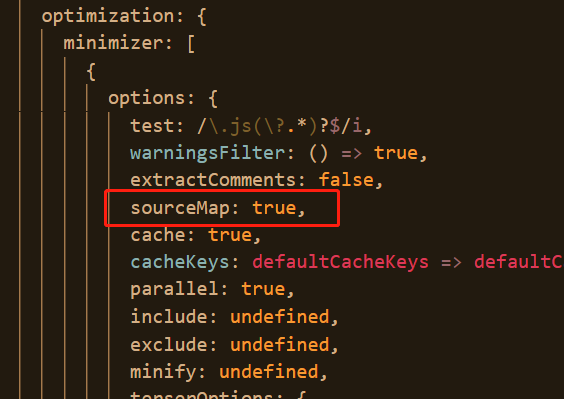 optimization: {
minimizer: [
{
options: {
test: /\.js(\?.*)?$/i,
warningsFilter: () => true,
extractComments: false,
sourceMap: true,
cache: true,
cacheKeys: defaultCacheKeys => defaultC
parallel: true,
include: undefined,
exclude: undefined,
minify: undefined,
terserOptions: {